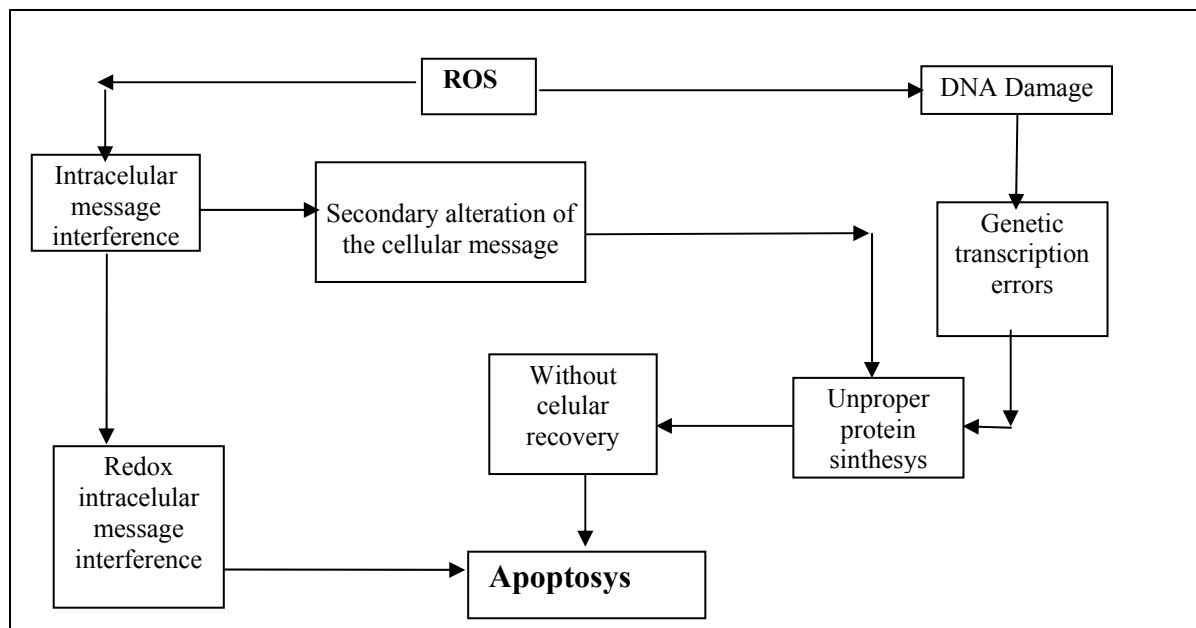 ROS
DNA Damage
Intracelular
message
interference
Secondary alteration of
the cellular message
Genetic
transcription
errors
Without
celular
recovery
Unproper
protein
sinthesys
Redox
intracelular
message
interference
Apoptosys